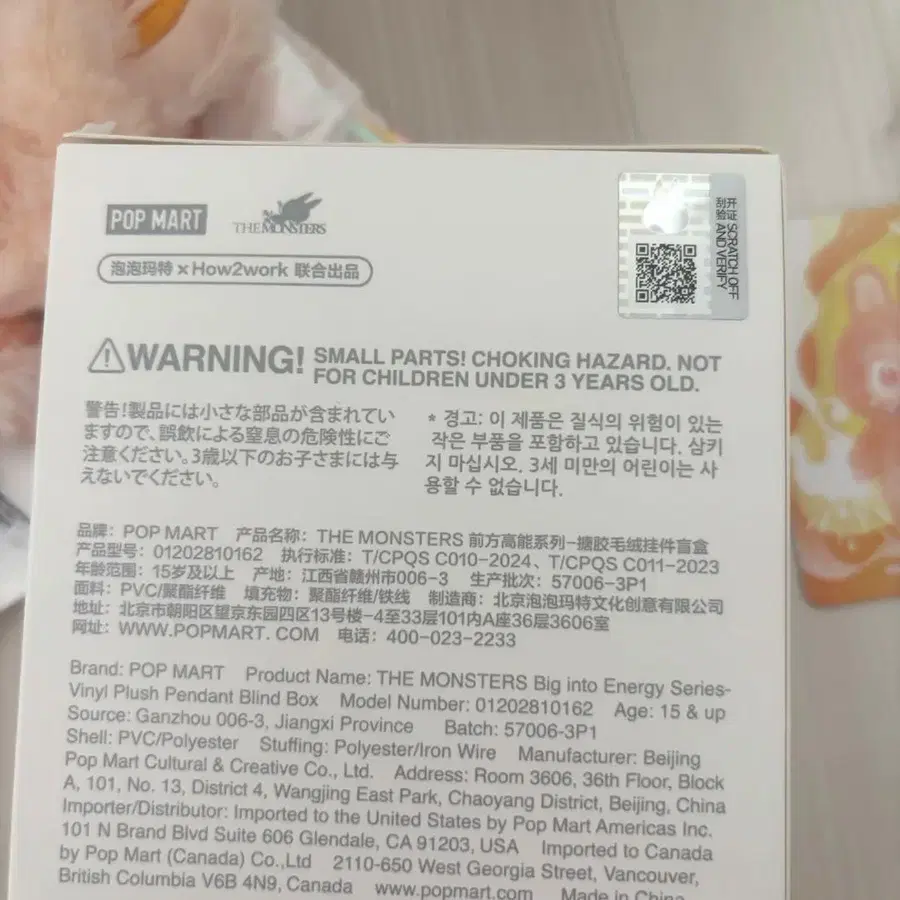 POP MART
THE MONSTERS
泡泡玛特 × How2work 联合出品
开证 SCRATCH OFF
刮验 AND VERIFY
WARNING! SMALL PARTS! CHOKING HAZARD. NOT
FOR CHILDREN UNDER 3 YEARS OLD.
警告!製品には小さな部品が含まれてい
ますので、誤飲による窒息の危険性にご
注意ください。3歳以下のお子さまには与
えないでください。
* 경고: 이 제품은 질식의 위험이 있는
작은 부품을 포함하고 있습니다. 삼키
지 마십시오. 3세 미만의 어린이는 사
용할 수 없습니다.
品牌：POP MART 产品名称：THE MONSTERS 前方高能系列-搪胶毛绒挂件盲盒
产品型号：01202810162 执行标准：T/CPQS C010-2024、T/CPQS C011-2023
年龄范围：15岁及以上 产地：江西省赣州市006-3 生产批次：57006-3P1
面料：PVC/聚酯纤维 填充物：聚酯纤维/铁线 制造商：北京泡泡玛特文化创意有限公司
地址：北京市朝阳区望京东园四区13号楼-4至33层101内A座36层3606室
网址：WWW.POPMART. COM 电话：400-023-2233
Brand: POP MART Product Name: THE MONSTERS Big into Energy Series-
Vinyl Plush Pendant Blind Box Model Number: 01202810162 Age: 15 & up
Source: Ganzhou 006-3, Jiangxi Province Batch: 57006-3P1
Shell: PVC/Polyester Stuffing: Polyester/Iron Wire Manufacturer: Beijing
Pop Mart Cultural & Creative Co., Ltd. Address: Room 3606, 36th Floor, Block
A, 101, No. 13, District 4, Wangjing East Park, Chaoyang District, Beijing, China
Importer/Distributor: Imported to the United States by Pop Mart Americas Inc.
101 N Brand Blvd Suite 606 Glendale, CA 91203, USA Imported to Canada
by Pop Mart (Canada) Co.,Ltd 2110-650 West Georgia Street, Vancouver,
British Columbia V6B 4N9, Canada www.popmart.com Made in China